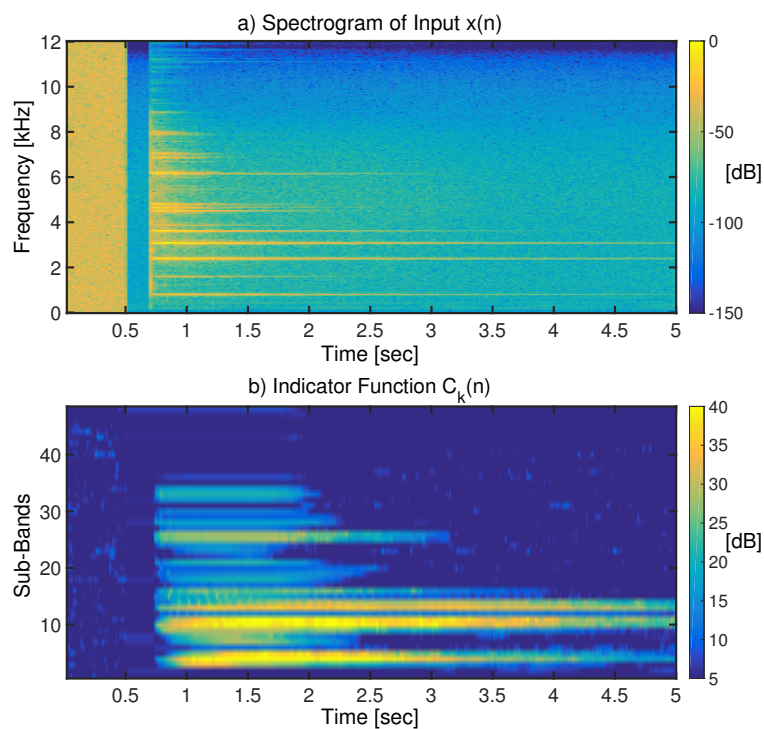 a) Spectrogram of Input x(n)
12
10
8
6
4
2
0
Frequency [kHz]
0.5 1 1.5 2 2.5 3 3.5 4 4.5 5
Time [sec]
0
-50
[dB]
-100
-150
b) Indicator Function C_k(n)
40
30
20
10
Sub-Bands
0.5 1 1.5 2 2.5 3 3.5 4 4.5 5
Time [sec]
40
35
30
25
[dB]
20
15
10
5